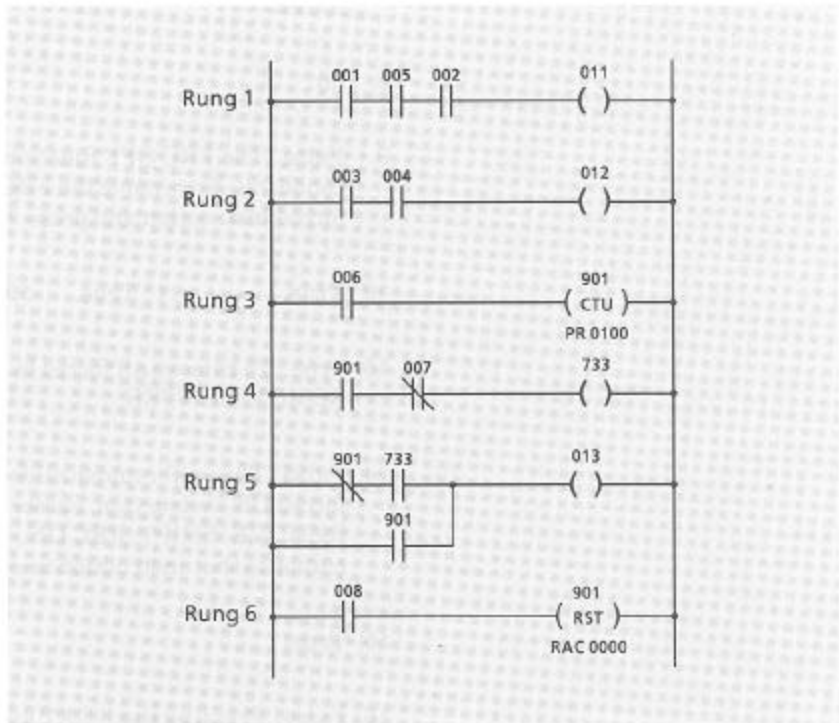 001 005 002 011
Rung 1
003 004 012
Rung 2
006 901
Rung 3 CTU
PR 0100
901 007 733
Rung 4
901 733 013
Rung 5
901
008 901
Rung 6 RST
RAC 0000